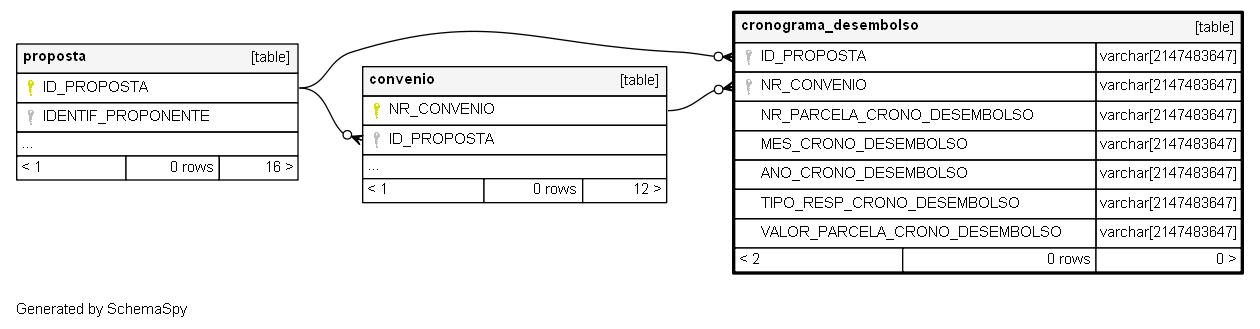 proposta [table]
ID_PROPOSTA
IDENTIF_PROPONENTE
...
< 1 0 rows 16 >
convenio [table]
NR_CONVENIO
ID_PROPOSTA
...
< 1 0 rows 12 >
cronograma_desembolso [table]
ID_PROPOSTA varchar[2147483647]
NR_CONVENIO varchar[2147483647]
NR_PARCELA_CRONO_DESEMBOLSO varchar[2147483647]
MES_CRONO_DESEMBOLSO varchar[2147483647]
ANO_CRONO_DESEMBOLSO varchar[2147483647]
TIPO_RESP_CRONO_DESEMBOLSO varchar[2147483647]
VALOR_PARCELA_CRONO_DESEMBOLSO varchar[2147483647]
< 2 0 rows 0 >
Generated by SchemaSpy